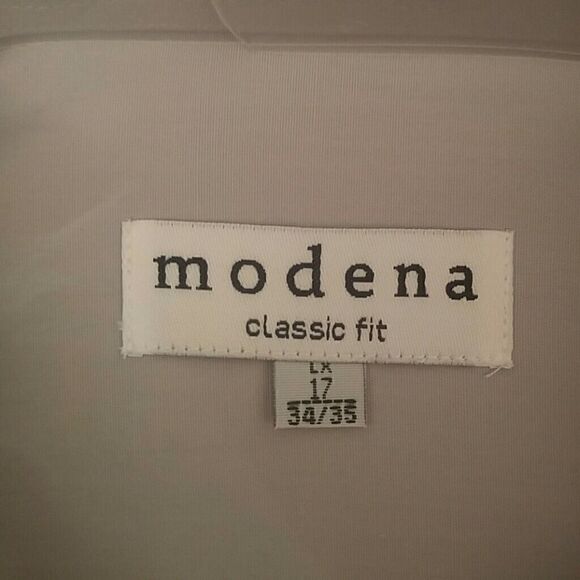 modena
classic fit
LX
17
34/35